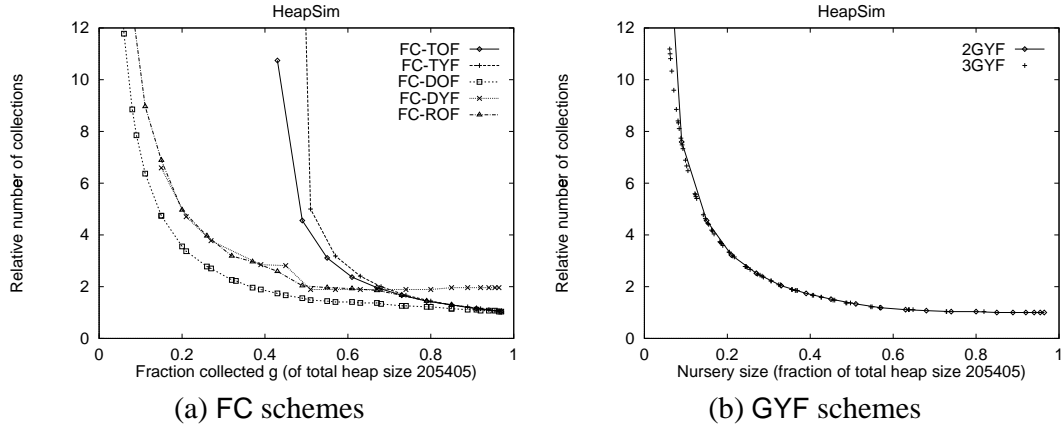 HeapSim
12
10
8
6
4
2
0
Relative number of collections
FC-TOF
FC-TYF
FC-DOF
FC-DYF
FC-ROF
0 0.2 0.4 0.6 0.8 1
Fraction collected g (of total heap size 205405)
(a) FC schemes
HeapSim
12
10
8
6
4
2
0
Relative number of collections
2GYF
3GYF
0 0.2 0.4 0.6 0.8 1
Nursery size (fraction of total heap size 205405)
(b) GYF schemes